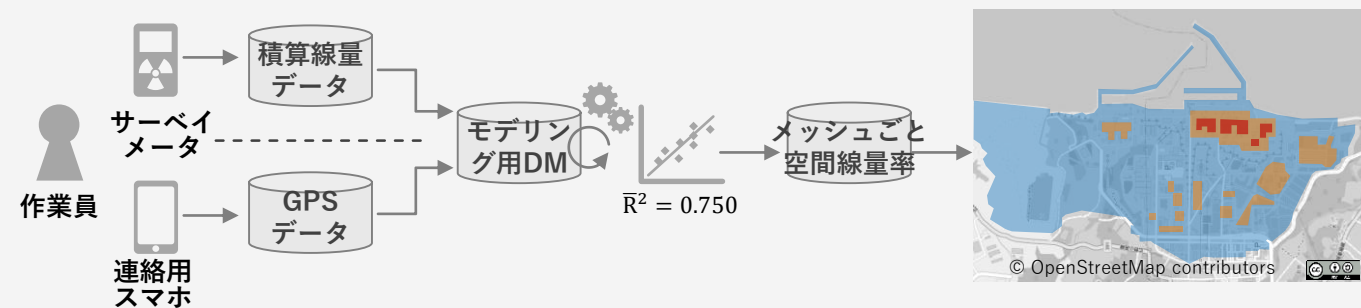 作業員
サーベイ
メータ
連絡用
スマホ
積算線量
データ
GPS
データ
モデリン
グ用DM
R̅² = 0.750
メッシュごと
空間線量率
© OpenStreetMap contributors